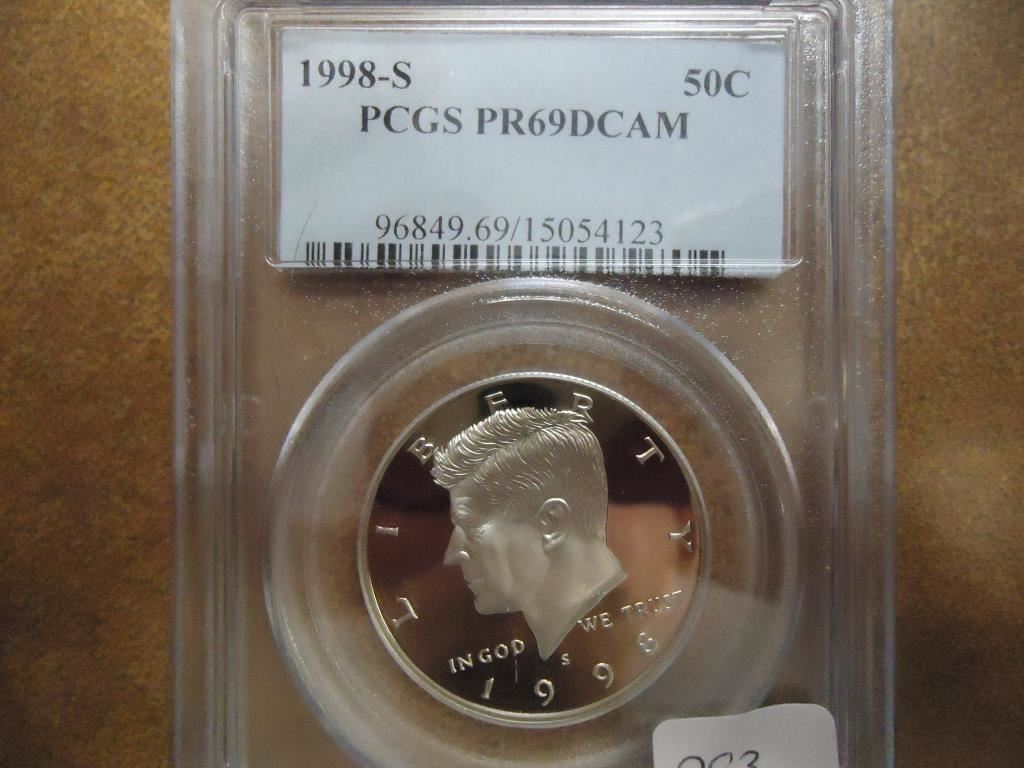 1998-S 50C
PCGS PR69DCAM
96849.69/15054123
LIBERTY
IN GOD WE TRUST
S
1998